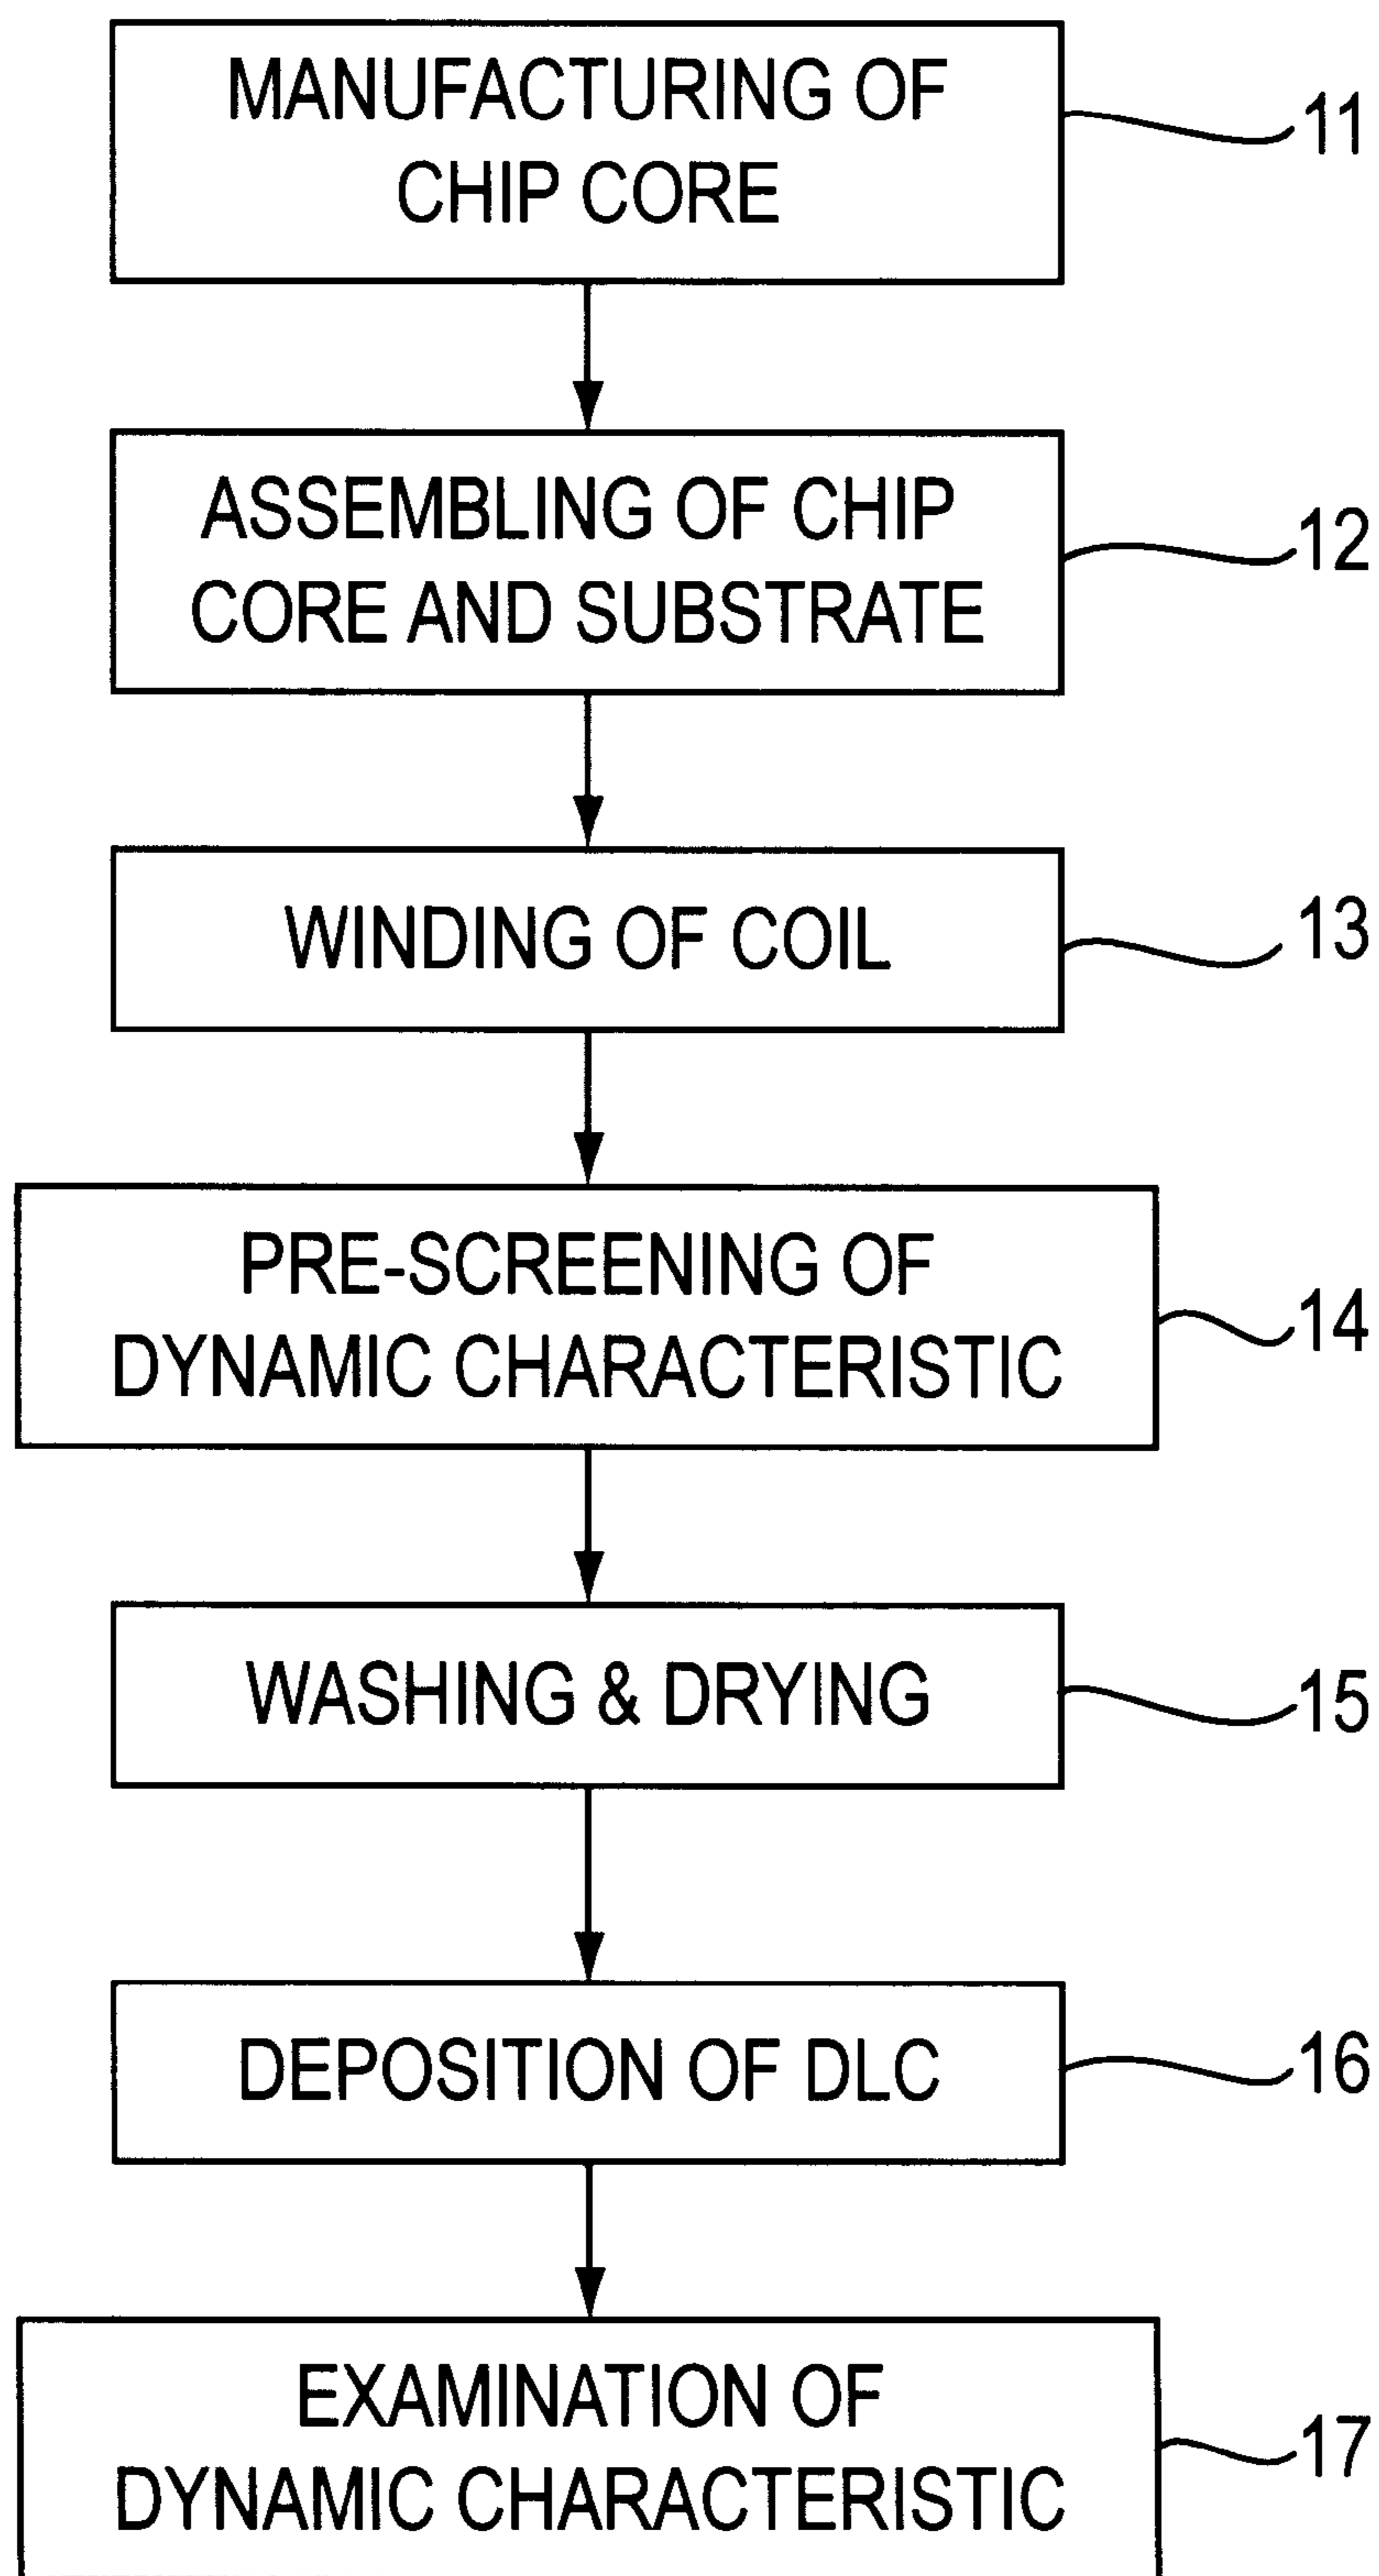 MANUFACTURING OF
CHIP CORE
11
ASSEMBLING OF CHIP
CORE AND SUBSTRATE
12
WINDING OF COIL
13
PRE-SCREENING OF
DYNAMIC CHARACTERISTIC
14
WASHING & DRYING
15
DEPOSITION OF DLC
16
EXAMINATION OF
DYNAMIC CHARACTERISTIC
17